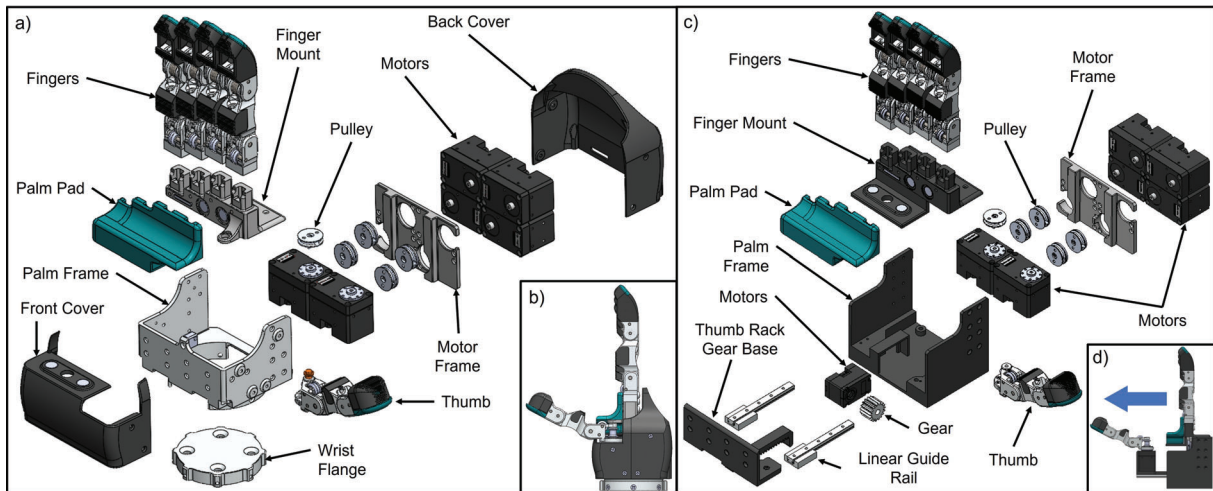 a)
Finger
Mount
Back Cover
Motors
Fingers
Pulley
Palm Pad
Palm Frame
Front Cover
b)
Motor
Frame
Thumb
Wrist
Flange
c)
Motor
Frame
Fingers
Pulley
Finger Mount
Palm Pad
Palm
Frame
Motors
Motors
Thumb Rack
Gear Base
d)
Gear
Thumb
Linear Guide
Rail